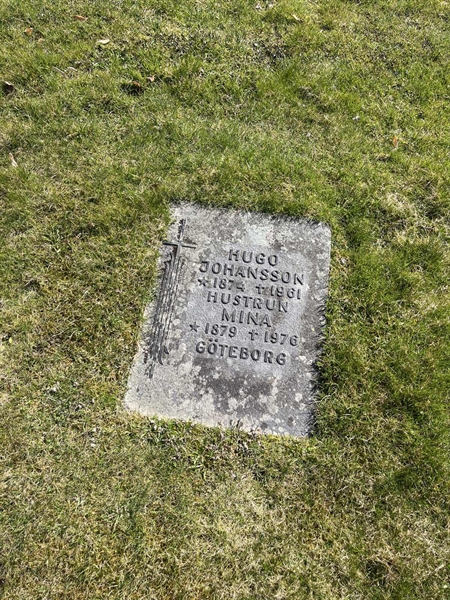 HUGO
JOHANSSON
*1874 †1961
HUSTRUN
MINA
*1879 †1976
GÖTEBORG